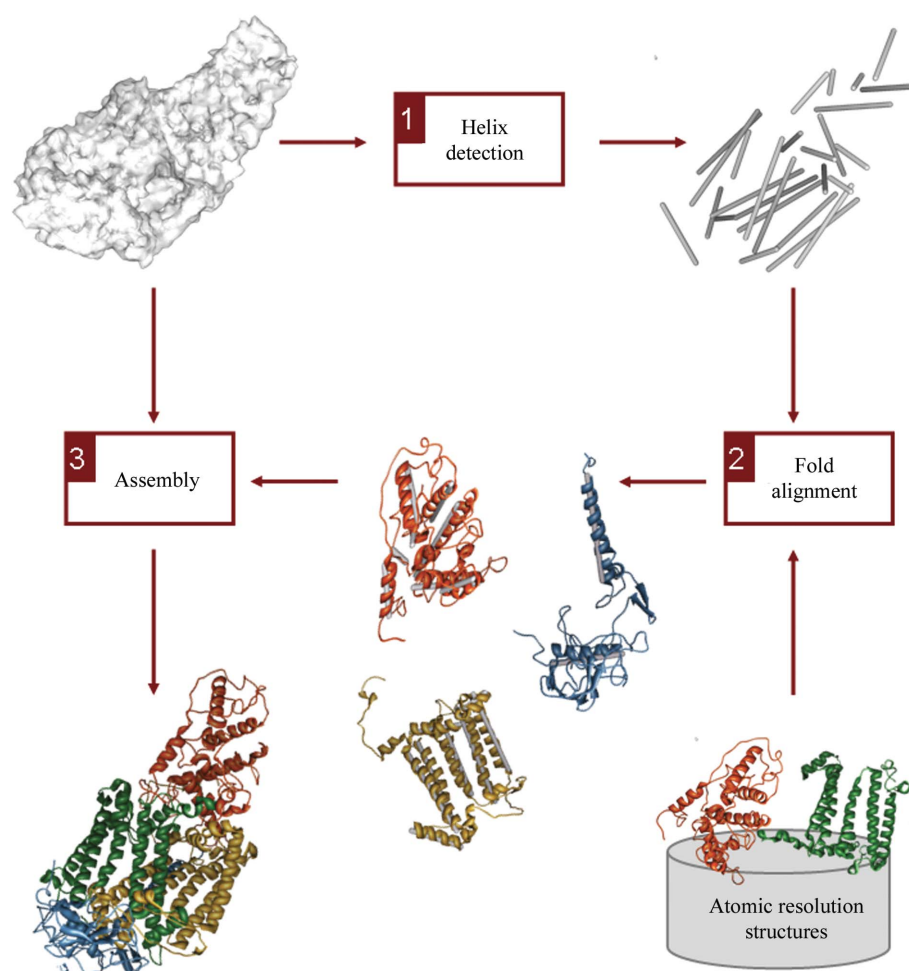 1
Helix
detection
3
Assembly
2
Fold
alignment
Atomic resolution
structures